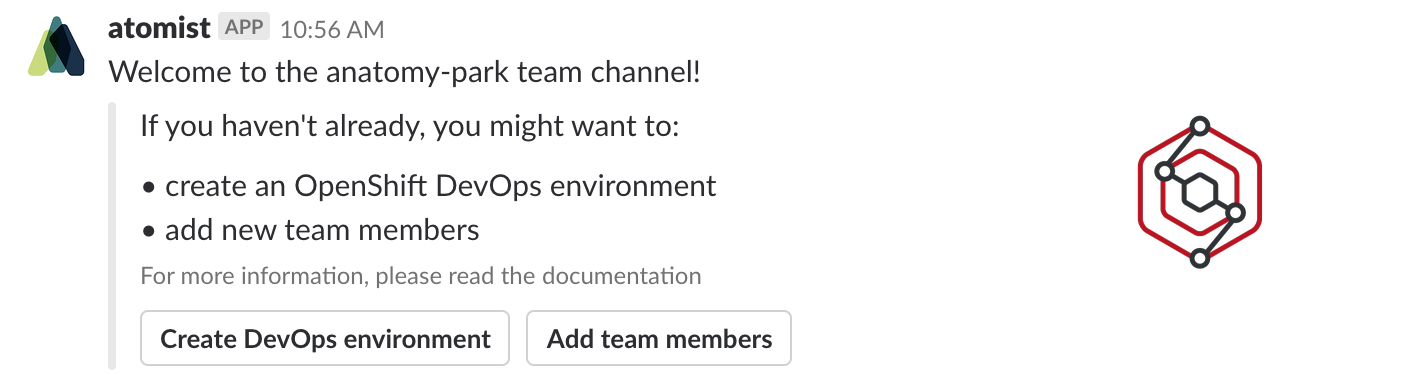 atomist APP 10:56 AM
Welcome to the anatomy-park team channel!
If you haven't already, you might want to:
• create an OpenShift DevOps environment
• add new team members
For more information, please read the documentation
Create DevOps environment Add team members